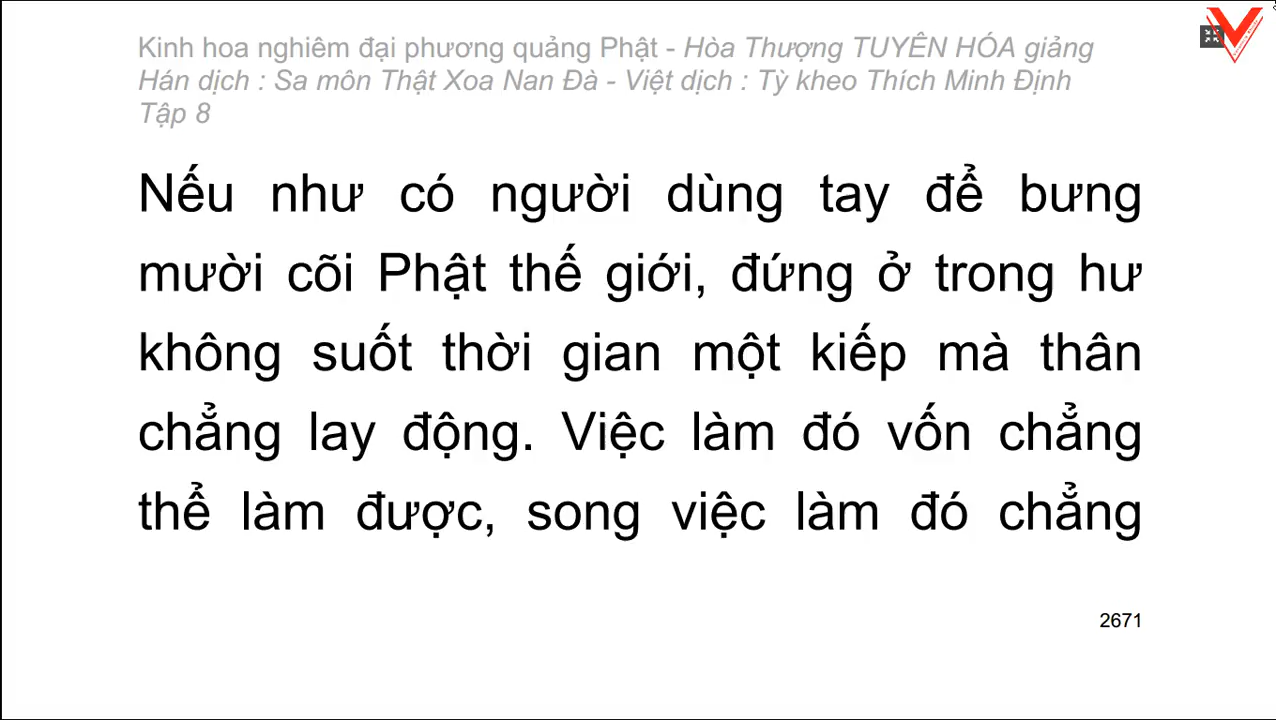 Kinh hoa nghiêm đại phương quảng Phật - Hòa Thượng TUYÊN HÓA giảng
Hán dịch : Sa môn Thật Xoa Nan Đà - Việt dịch : Tỳ kheo Thích Minh Định
Tập 8
Nếu như có người dùng tay để bưng
mười cõi Phật thế giới, đứng ở trong hư
không suốt thời gian một kiếp mà thân
chẳng lay động. Việc làm đó vốn chẳng
thể làm được, song việc làm đó chẳng
2671